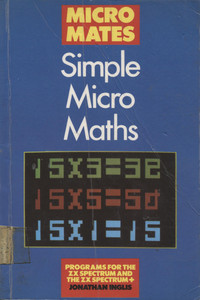 MICRO
MATES
Simple
Micro
Maths
15X1=15
PROGRAMS FOR THE
ZX SPECTRUM AND
THE ZX SPECTRUM +
JONATHAN INGLIS